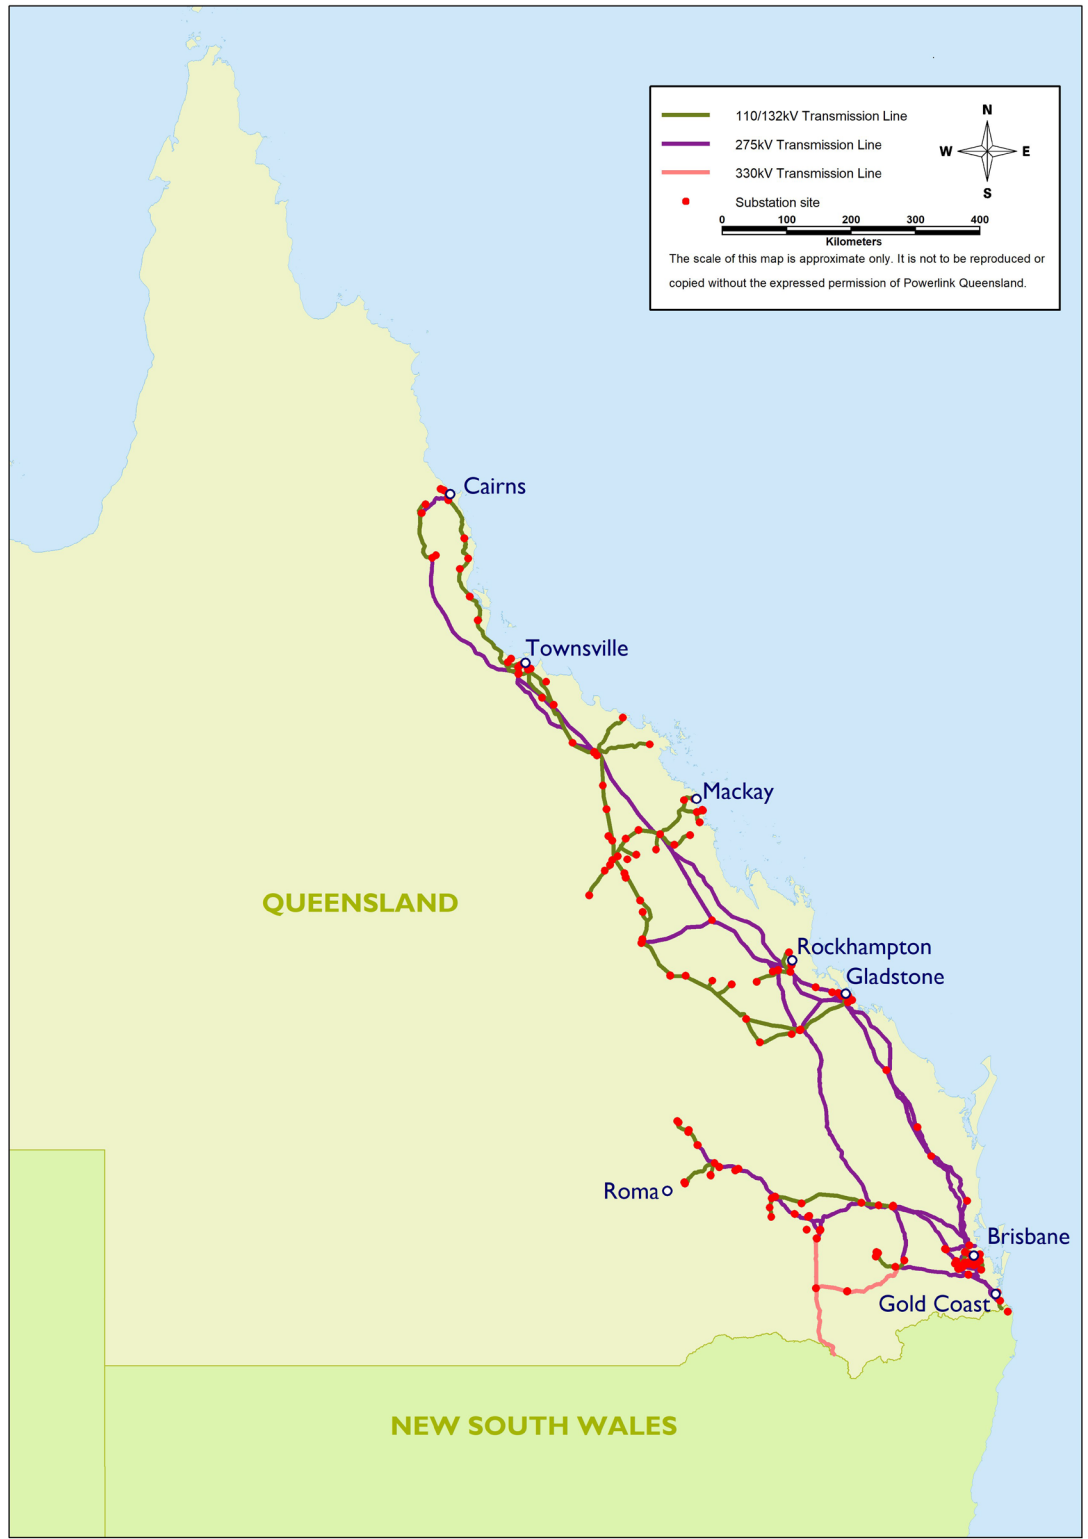 110/132kV Transmission Line
275kV Transmission Line
330kV Transmission Line
Substation site
N
W E
S
0 100 200 300 400
Kilometers
The scale of this map is approximate only. It is not to be reproduced or
copied without the expressed permission of Powerlink Queensland.
Cairns
Townsville
Mackay
QUEENSLAND
Rockhampton
Gladstone
Roma
Brisbane
Gold Coast
NEW SOUTH WALES